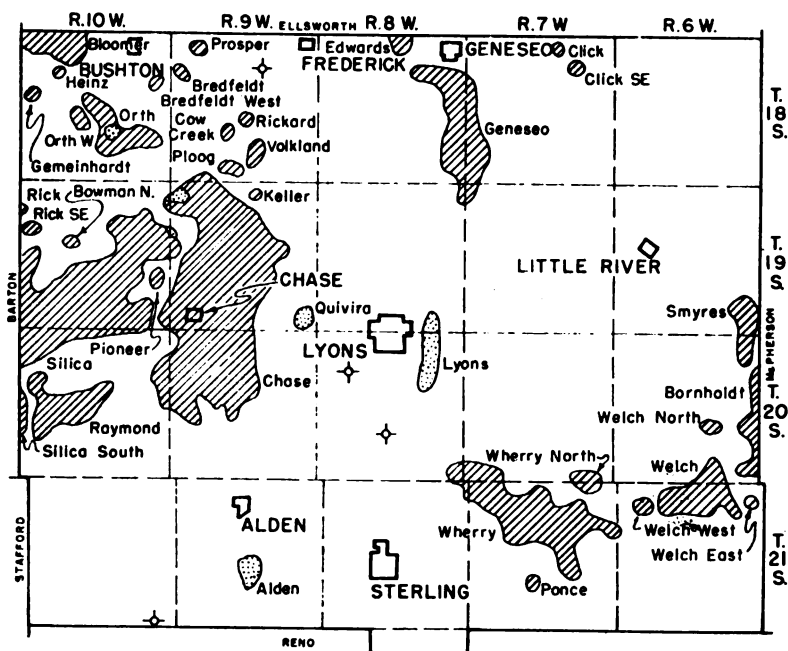 R.10 W. R.9 W. ELLSWORTH R.8 W. R.7 W R.6 W.
Bloomer Prosper Edwards GENESEO Click
BUSHTON FREDERICK Click SE
Heinz Bredfeldt
Bredfeldt West
Orth Cow Creek Rickard Geneseo
T. 18 S.
Orth W. Volkland
Gemeinhardt Ploog
Rick Bowman N. Keller
Rick SE
LITTLE RIVER
T. 19 S.
CHASE
BARTON
Quivira Smyres
Pioneer LYONS
McPHERSON
Silica Chase Lyons
Bornholdt
T. 20 S.
Raymond Welch North
Silica South
Wherry North Welch
ALDEN Wherry Welch West
Welch East
STAFFORD
T. 21 S.
Alden STERLING Ponce
RENO